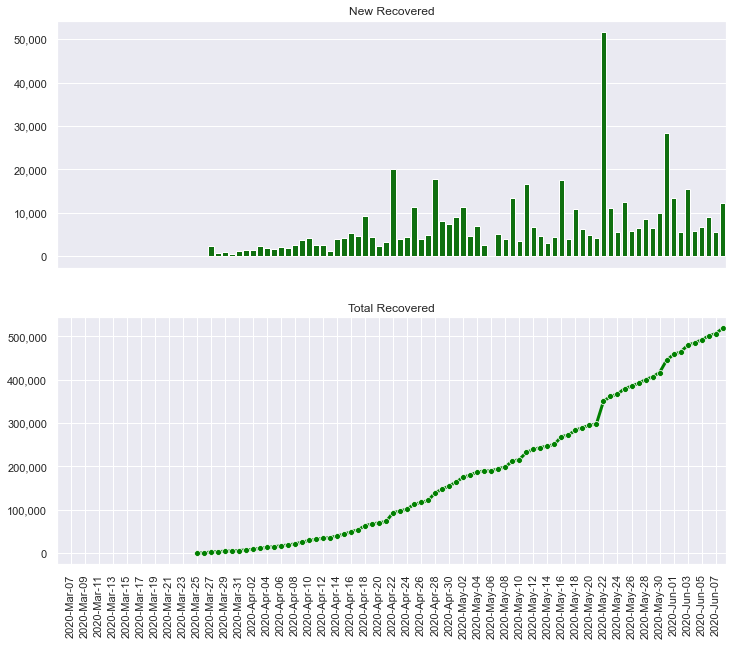 New Recovered
50,000
40,000
30,000
20,000
10,000
0
Total Recovered
500,000
400,000
300,000
200,000
100,000
0
2020-Mar-07
2020-Mar-09
2020-Mar-11
2020-Mar-13
2020-Mar-15
2020-Mar-17
2020-Mar-19
2020-Mar-21
2020-Mar-23
2020-Mar-25
2020-Mar-27
2020-Mar-29
2020-Mar-31
2020-Apr-02
2020-Apr-04
2020-Apr-06
2020-Apr-08
2020-Apr-10
2020-Apr-12
2020-Apr-14
2020-Apr-16
2020-Apr-18
2020-Apr-20
2020-Apr-22
2020-Apr-24
2020-Apr-26
2020-Apr-28
2020-Apr-30
2020-May-02
2020-May-04
2020-May-06
2020-May-08
2020-May-10
2020-May-12
2020-May-14
2020-May-16
2020-May-18
2020-May-20
2020-May-22
2020-May-24
2020-May-26
2020-May-28
2020-May-30
2020-Jun-01
2020-Jun-03
2020-Jun-05
2020-Jun-07